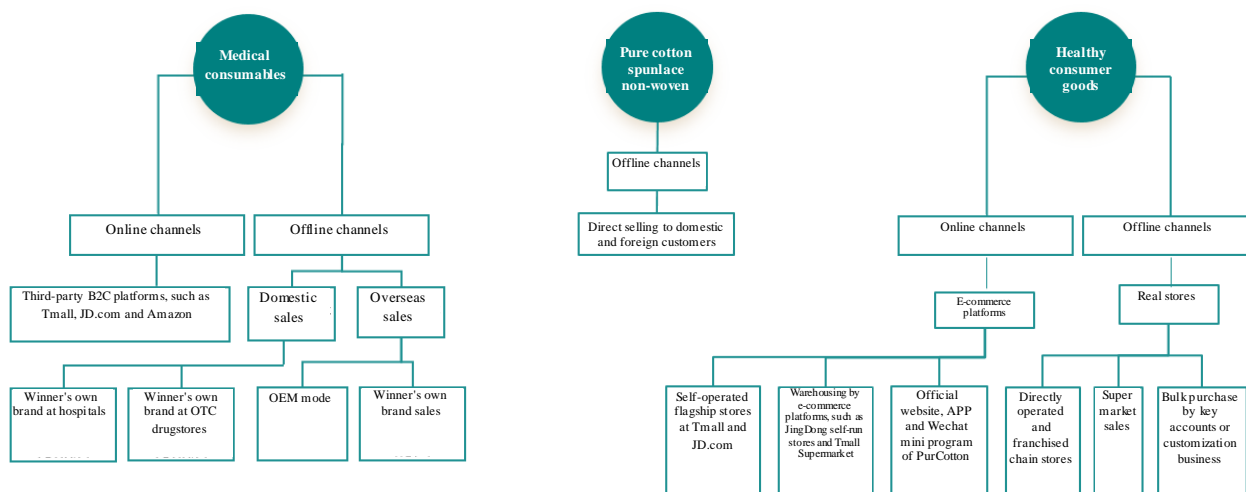 Medical
consumables
Online channels
Offline channels
Third-party B2C platforms, such as
Tmall, JD.com and Amazon
Domestic
sales
Overseas
sales
Winner's own
brand at hospitals
Winner's own
brand at OTC
drugstores
OEM mode
Winner's own
brand sales
Pure cotton
spunlace
non-woven
Offline channels
Direct selling to domestic
and foreign customers
Healthy
consumer
goods
Online channels
Offline channels
E-commerce
platforms
Real stores
Self-operated
flagship stores
at Tmall and
JD.com
Warehousing by
e-commerce
platforms, such as
JingDong self-run
stores and Tmall
Supermarket
Official
website, APP
and Wechat
mini program
of PurCotton
Directly
operated
and
franchised
chain stores
Super
market
sales
Bulk purchase
by key
accounts or
customization
business